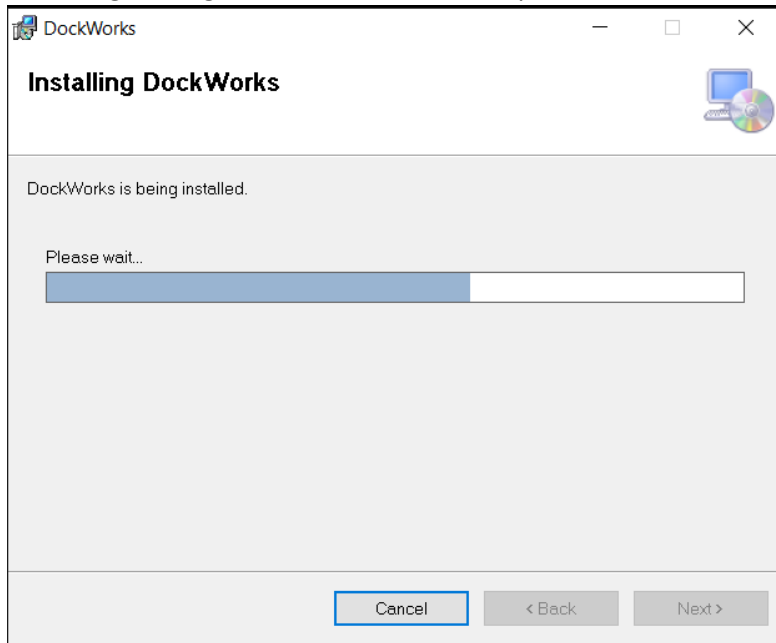 DockWorks
Installing DockWorks
DockWorks is being installed.
Please wait...
Cancel
< Back
Next >